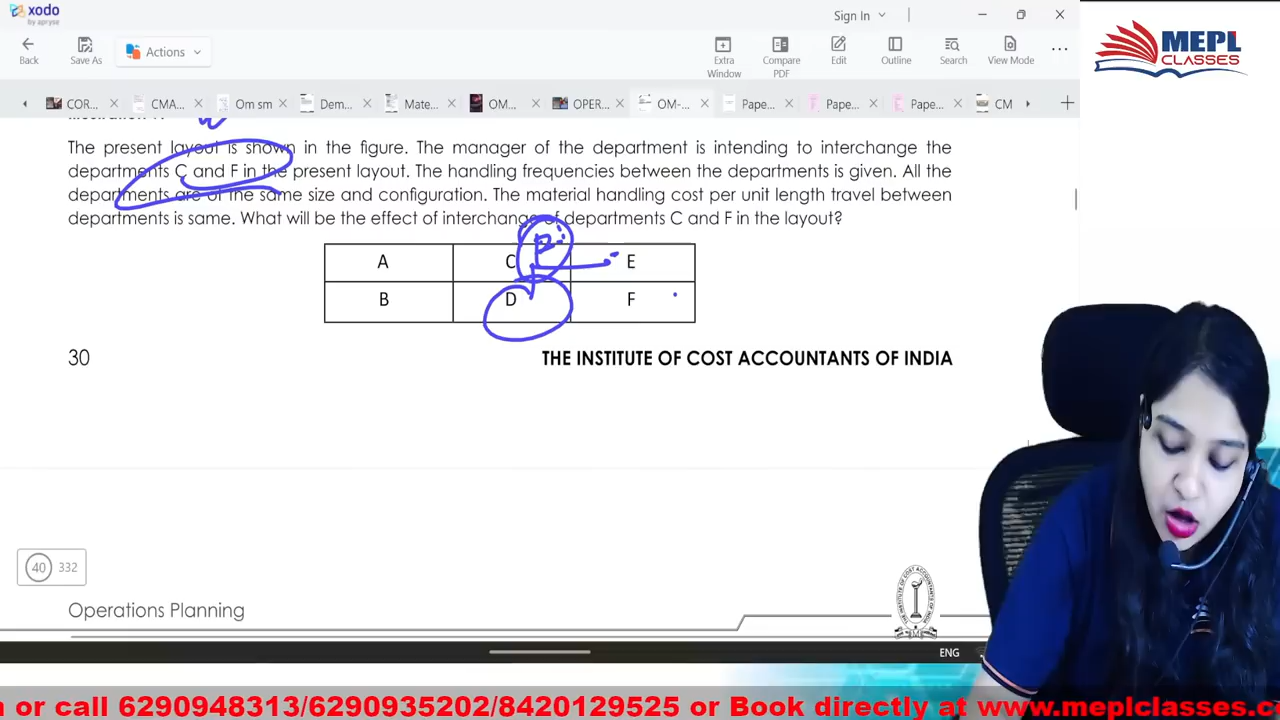 xodo
by apryse
Sign In
Back
Save As
Actions
Extra Window
Compare PDF
Edit
Outline
Search
View Mode
MEPL
CLASSES
COR...
CMA...
Om sm
Dem...
Mate...
OM...
OPER...
OM-...
Pape...
Pape...
Pape...
CM
The present layout is shown in the figure. The manager of the department is intending to interchange the
departments C and F in the present layout. The handling frequencies between the departments is given. All the
departments are of the same size and configuration. The material handling cost per unit length travel between
departments is same. What will be the effect of interchange of departments C and F in the layout?
A C E
B D F
30 THE INSTITUTE OF COST ACCOUNTANTS OF INDIA
40 332
Operations Planning
ENG
or call 6290948313/6290935202/8420129525 or Book directly at www.meplclasses.c